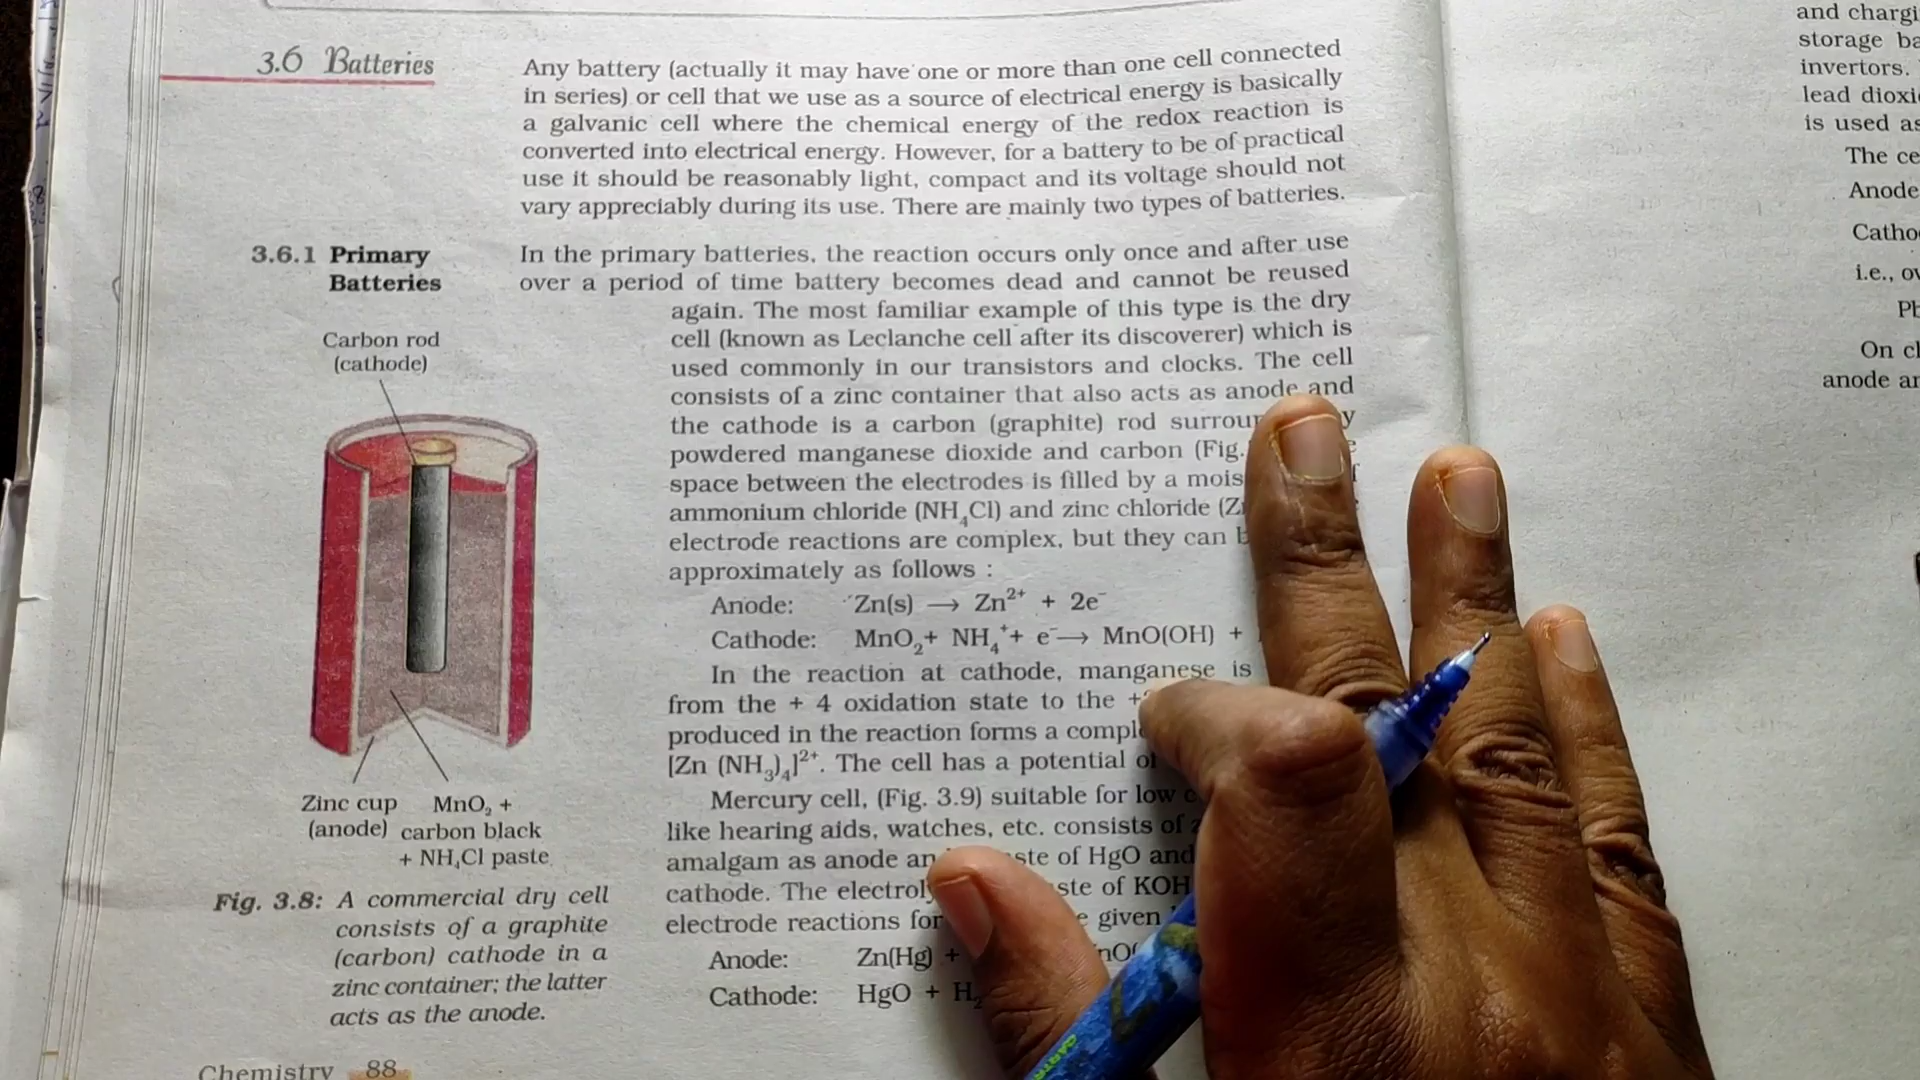 3.6 Batteries
Any battery (actually it may have one or more than one cell connected
in series) or cell that we use as a source of electrical energy is basically
a galvanic cell where the chemical energy of the redox reaction is
converted into electrical energy. However, for a battery to be of practical
use it should be reasonably light, compact and its voltage should not
vary appreciably during its use. There are mainly two types of batteries.
3.6.1 Primary
Batteries
In the primary batteries, the reaction occurs only once and after use
over a period of time battery becomes dead and cannot be reused
again. The most familiar example of this type is the dry
cell (known as Leclanche cell after its discoverer) which is
used commonly in our transistors and clocks. The cell
consists of a zinc container that also acts as anode and
the cathode is a carbon (graphite) rod
powdered manganese dioxide and carbon (Fig.
space between the electrodes is filled by a
ammonium chloride (NH₄Cl) and zinc chloride
electrode reactions are complex, but they can
approximately as follows :
Anode: Zn(s) ⟶ Zn²⁺ + 2e⁻
Cathode: MnO₂+ NH₄⁺+ e⁻⟶ MnO(OH) +
In the reaction at cathode, manganese is
from the + 4 oxidation state to the
produced in the reaction forms a
[Zn (NH₃)₄]²⁺. The cell has a potential
Mercury cell, (Fig. 3.9) suitable for low
like hearing aids, watches, etc. consists of
amalgam as anode of HgO and
cathode. The of KOH
electrode reactions for given
Anode: Zn(Hg) +
Cathode: HgO +
Carbon rod
(cathode)
Zinc cup
(anode)
MnO₂ +
carbon black
+ NH₄Cl paste
Fig. 3.8: A commercial dry cell
consists of a graphite
(carbon) cathode in a
zinc container; the latter
acts as the anode.
Chemistry 88
and
storage
invertors.
lead
is used as
The
Anode
i.e.,
On
anode